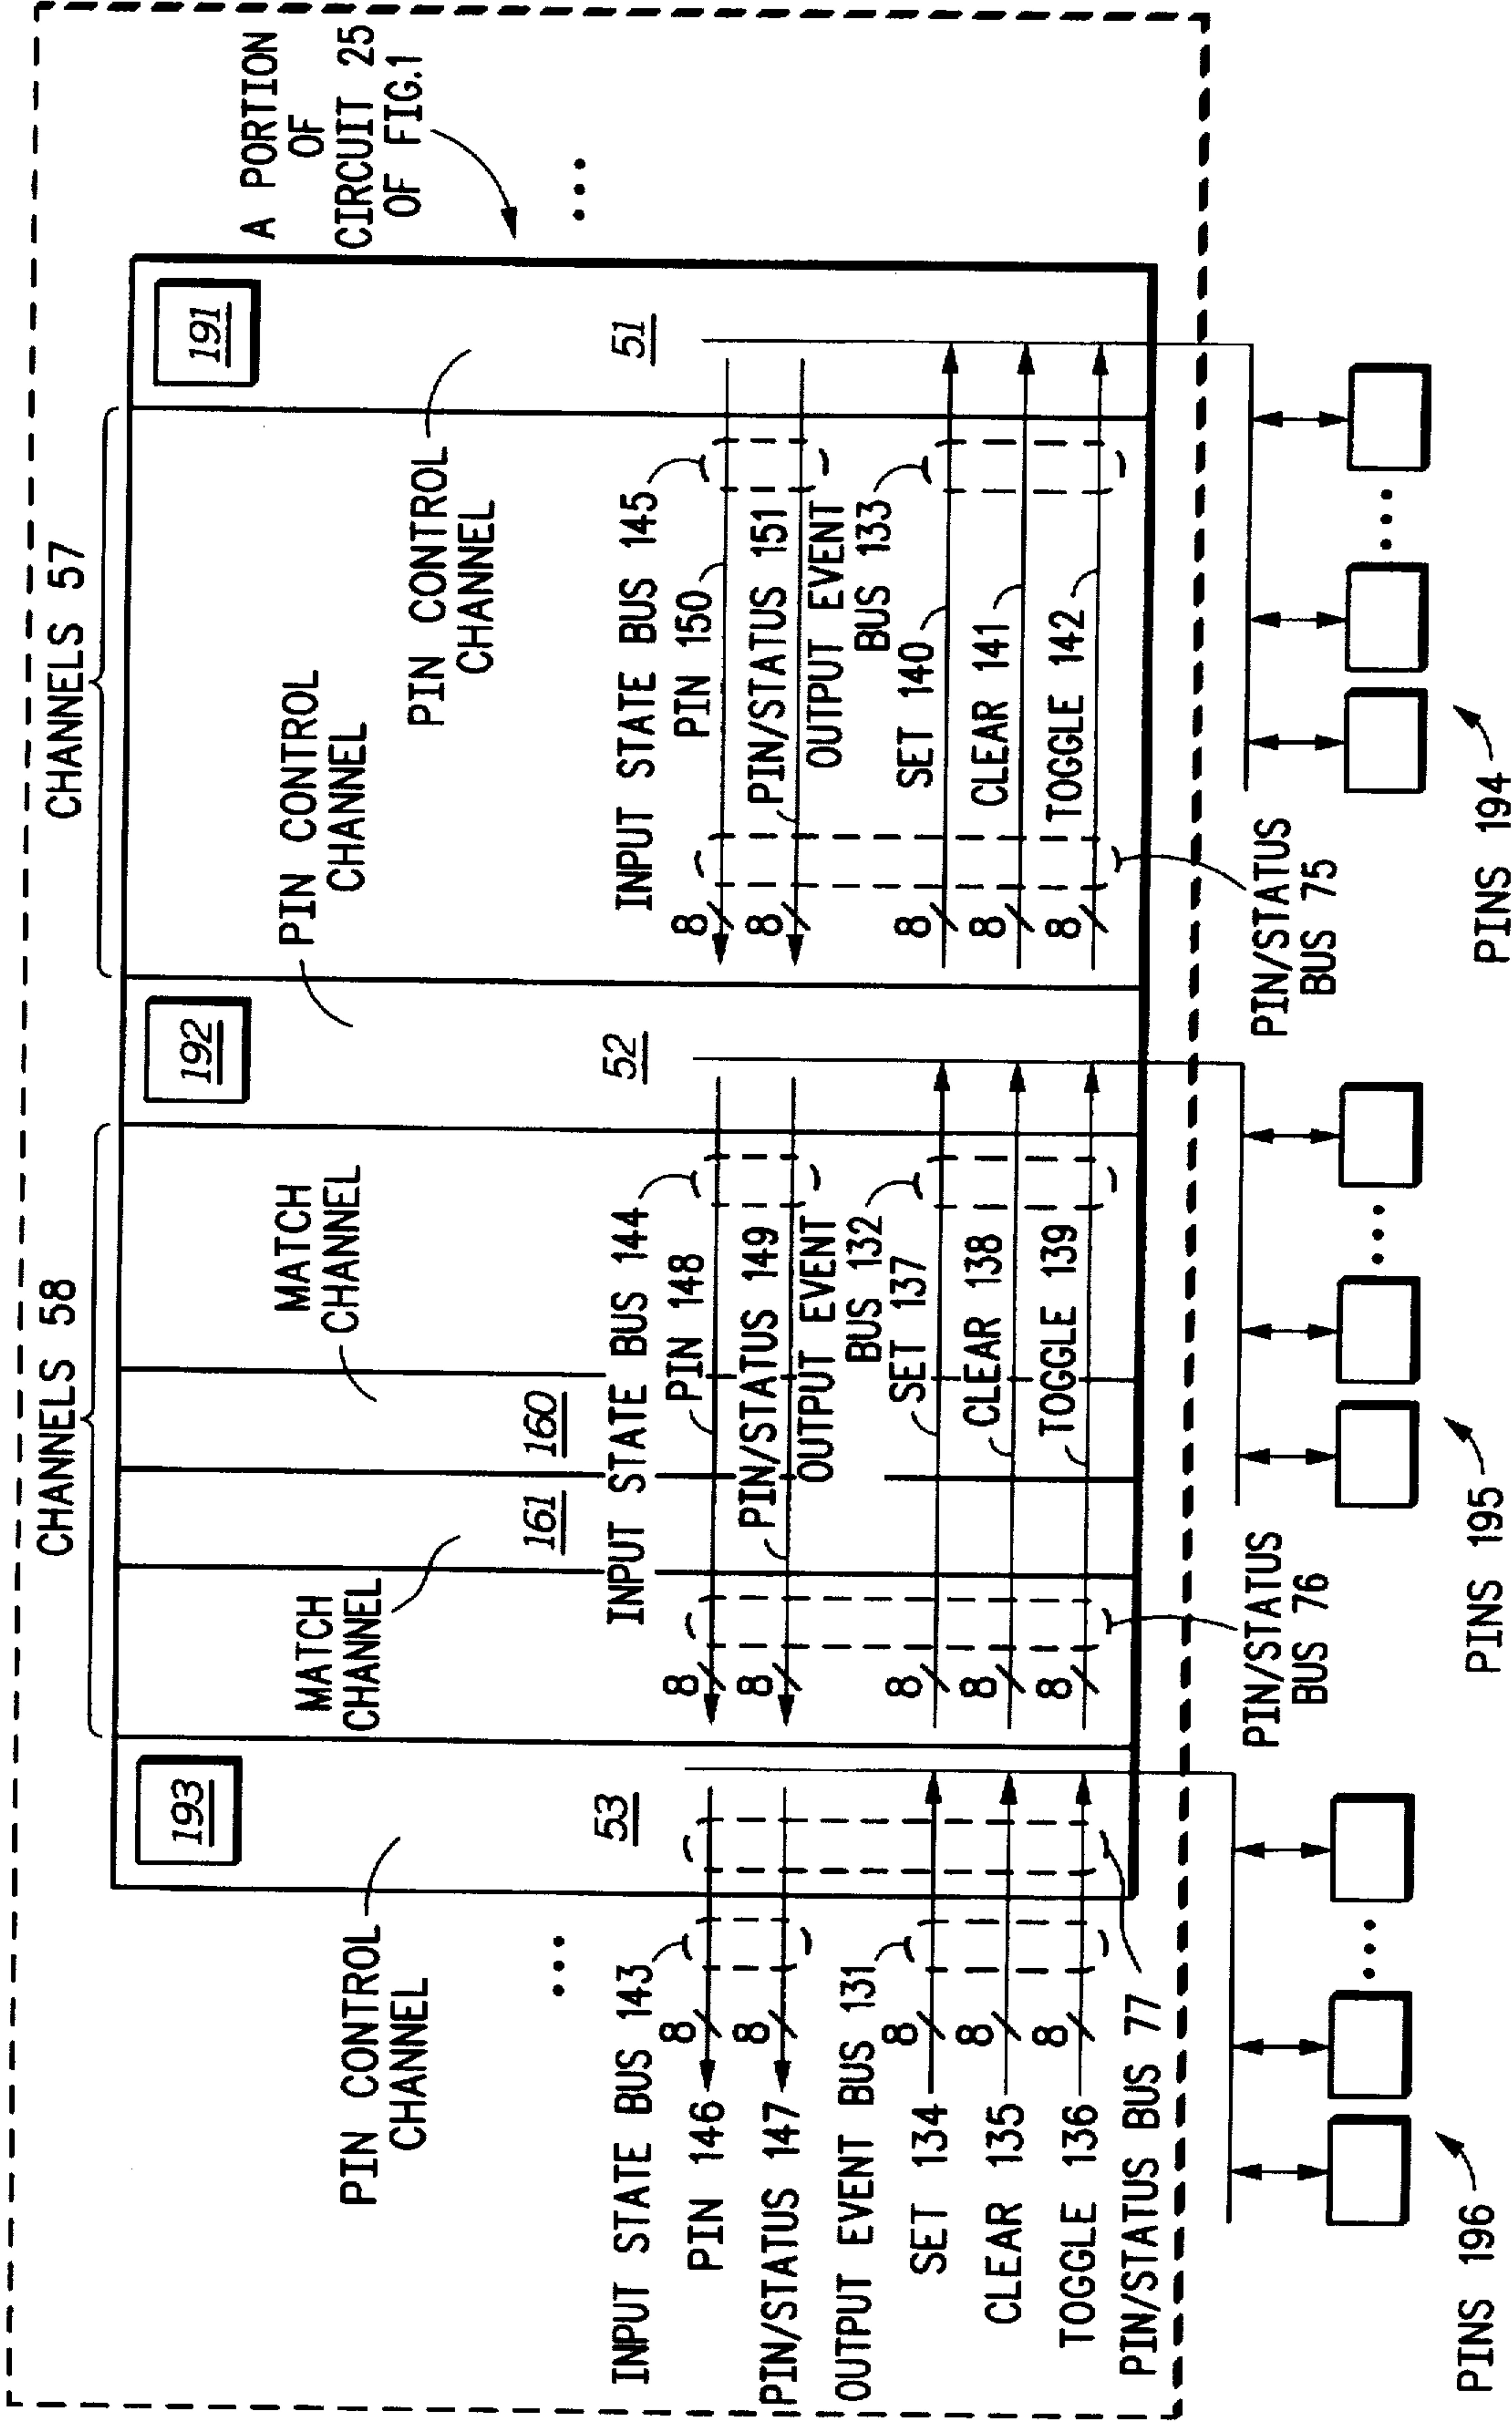 A PORTION
OF
CIRCUIT 25
OF FIG.1
...
CHANNELS 58
CHANNELS 57
193
192
191
PIN CONTROL
CHANNEL
MATCH
CHANNEL
MATCH
CHANNEL
PIN CONTROL
CHANNEL
PIN CONTROL
CHANNEL
...
53
161
160
52
51
INPUT STATE BUS 143
8
PIN 146
8
PIN/STATUS 147
OUTPUT EVENT BUS 131
8
SET 134
8
CLEAR 135
8
TOGGLE 136
PIN/STATUS BUS 77
INPUT STATE BUS 144
8
PIN 148
8
PIN/STATUS 149
OUTPUT EVENT
BUS 132
8
SET 137
8
CLEAR 138
8
TOGGLE 139
INPUT STATE BUS 145
8
PIN 150
8
PIN/STATUS 151
OUTPUT EVENT
BUS 133
8
SET 140
8
CLEAR 141
8
TOGGLE 142
PIN/STATUS
BUS 76
PIN/STATUS
BUS 75
...
...
...
PINS 196
PINS 195
PINS 194